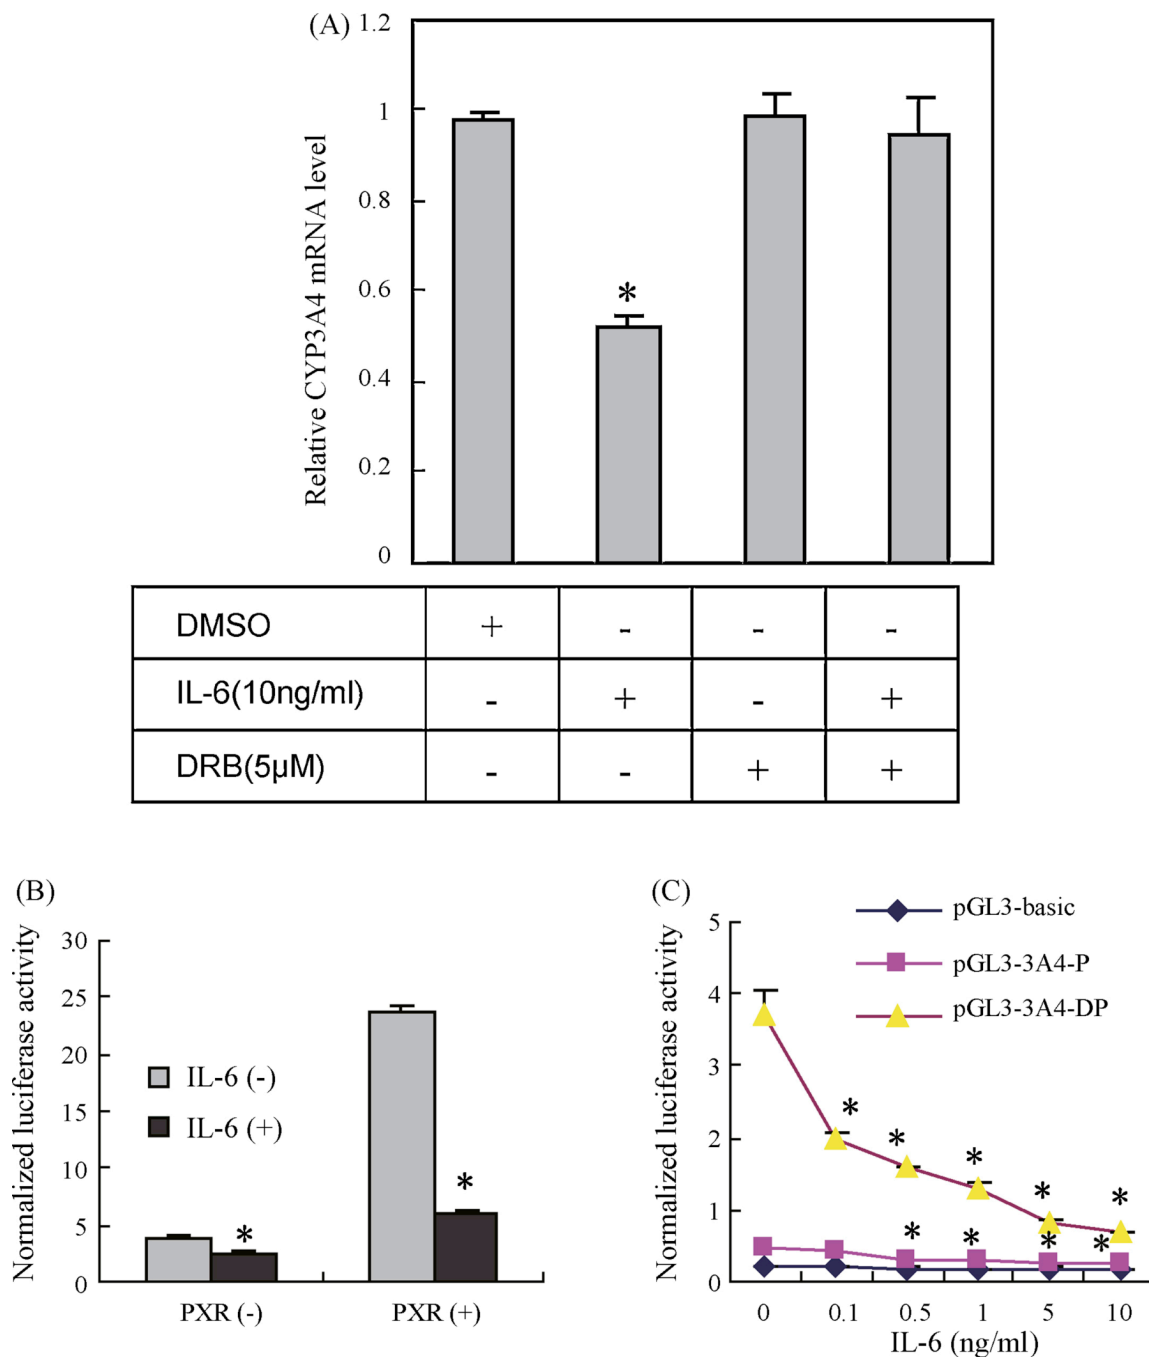 (A)
1.2
1
0.8
0.6
0.4
0.2
0
Relative CYP3A4 mRNA level
*
DMSO + - - -
IL-6(10ng/ml) - + - +
DRB(5μM) - - + +
(B)
Normalized luciferase activity
30
25
20
15
10
5
0
IL-6 (-)
IL-6 (+)
*
*
PXR (-) PXR (+)
(C)
Normalized luciferase activity
5
4
3
2
1
0
pGL3-basic
pGL3-3A4-P
pGL3-3A4-DP
* * * * *
* * * *
0 0.1 0.5 1 5 10
IL-6 (ng/ml)